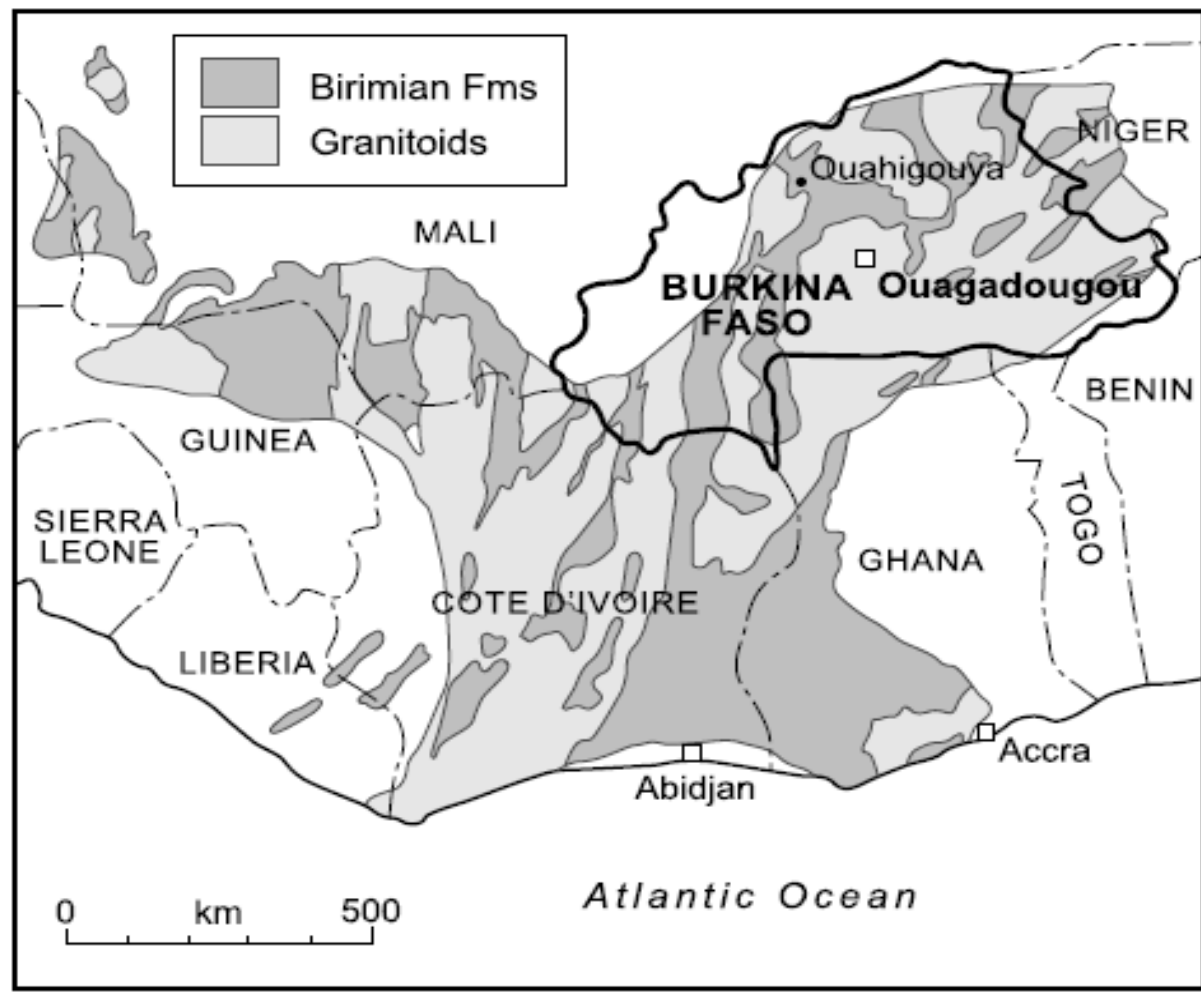 Birimian Fms
Granitoids
NIGER
Ouahigouya
MALI
BURKINA
FASO
Ouagadougou
BENIN
GUINEA
SIERRA
LEONE
TOGO
GHANA
CÔTE D'IVOIRE
LIBERIA
Accra
Abidjan
Atlantic Ocean
0 km 500